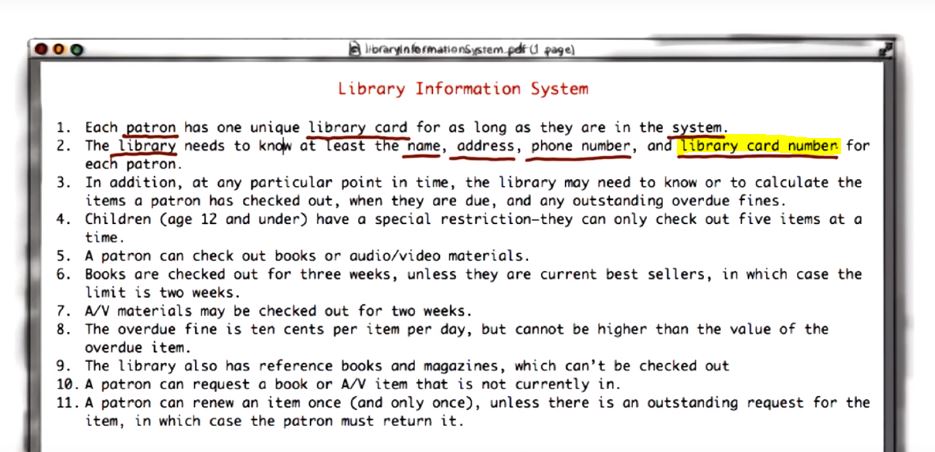 libraryInformationSystem.pdf (1 page)
Library Information System
1. Each patron has one unique library card for as long as they are in the system.
2. The library needs to know at least the name, address, phone number, and library card number for
each patron.
3. In addition, at any particular point in time, the library may need to know or to calculate the
items a patron has checked out, when they are due, and any outstanding overdue fines.
4. Children (age 12 and under) have a special restriction—they can only check out five items at a
time.
5. A patron can check out books or audio/video materials.
6. Books are checked out for three weeks, unless they are current best sellers, in which case the
limit is two weeks.
7. A/V materials may be checked out for two weeks.
8. The overdue fine is ten cents per item per day, but cannot be higher than the value of the
overdue item.
9. The library also has reference books and magazines, which can't be checked out
10. A patron can request a book or A/V item that is not currently in.
11. A patron can renew an item once (and only once), unless there is an outstanding request for the
item, in which case the patron must return it.